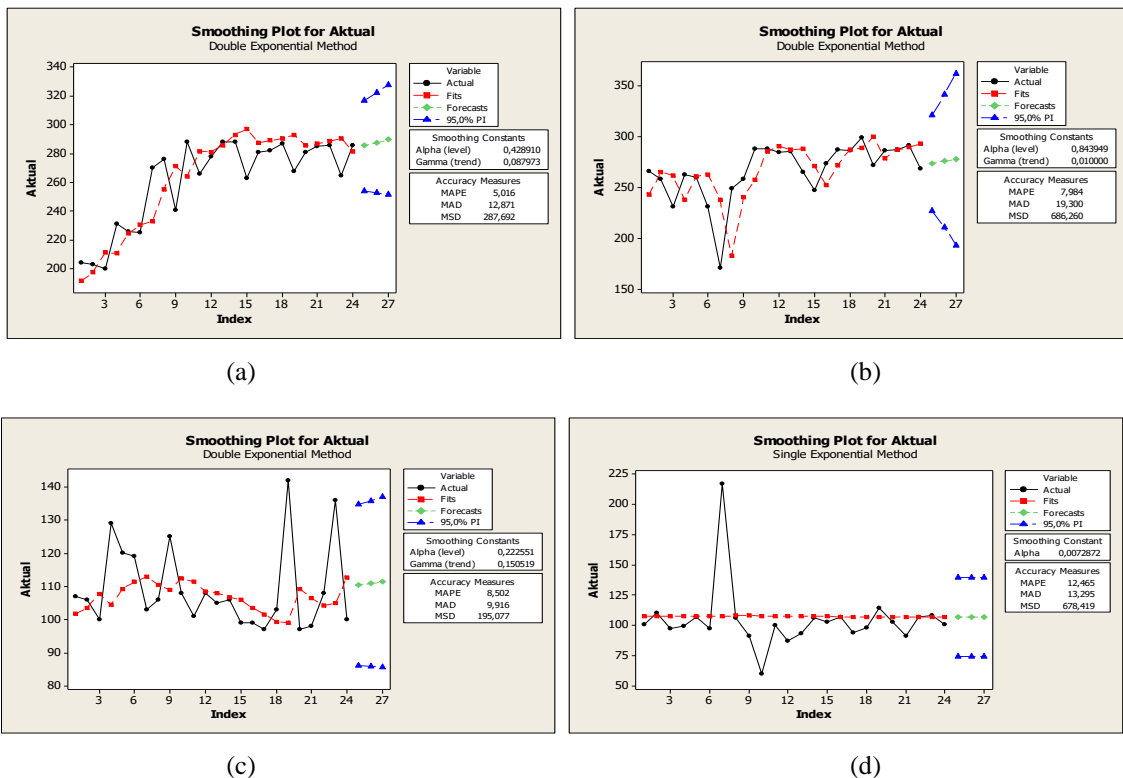 Smoothing Plot for Aktual
Double Exponential Method
Aktual
340
320
300
280
260
240
220
200
3 6 9 12 15 18 21 24 27
Index
Variable
Actual
Fits
Forecasts
95,0% PI
Smoothing Constants
Alpha (level) 0,428910
Gamma (trend) 0,087973
Accuracy Measures
MAPE 5,016
MAD 12,871
MSD 287,692
(a)
Smoothing Plot for Aktual
Double Exponential Method
Aktual
350
300
250
200
150
3 6 9 12 15 18 21 24 27
Index
Variable
Actual
Fits
Forecasts
95,0% PI
Smoothing Constants
Alpha (level) 0,843949
Gamma (trend) 0,010000
Accuracy Measures
MAPE 7,984
MAD 19,300
MSD 686,260
(b)
Smoothing Plot for Aktual
Double Exponential Method
Aktual
140
130
120
110
100
90
80
3 6 9 12 15 18 21 24 27
Index
Variable
Actual
Fits
Forecasts
95,0% PI
Smoothing Constants
Alpha (level) 0,222551
Gamma (trend) 0,150519
Accuracy Measures
MAPE 8,502
MAD 9,916
MSD 195,077
(c)
Smoothing Plot for Aktual
Single Exponential Method
Aktual
225
200
175
150
125
100
75
50
3 6 9 12 15 18 21 24 27
Index
Variable
Actual
Fits
Forecasts
95,0% PI
Smoothing Constant
Alpha 0,0072872
Accuracy Measures
MAPE 12,465
MAD 13,295
MSD 678,419
(d)